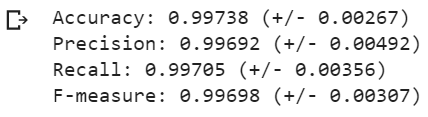 Accuracy: 0.99738 (+/- 0.00267)
Precision: 0.99692 (+/- 0.00492)
Recall: 0.99705 (+/- 0.00356)
F-measure: 0.99698 (+/- 0.00307)